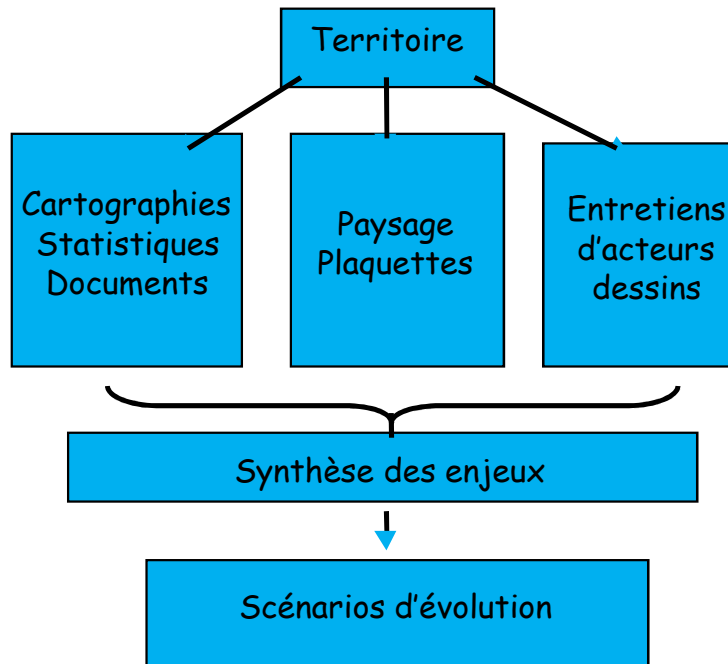 Territoire
Cartographies
Statistiques
Documents
Paysage
Plaquettes
Entretiens
d'acteurs
dessins
Synthèse des enjeux
Scénarios d'évolution